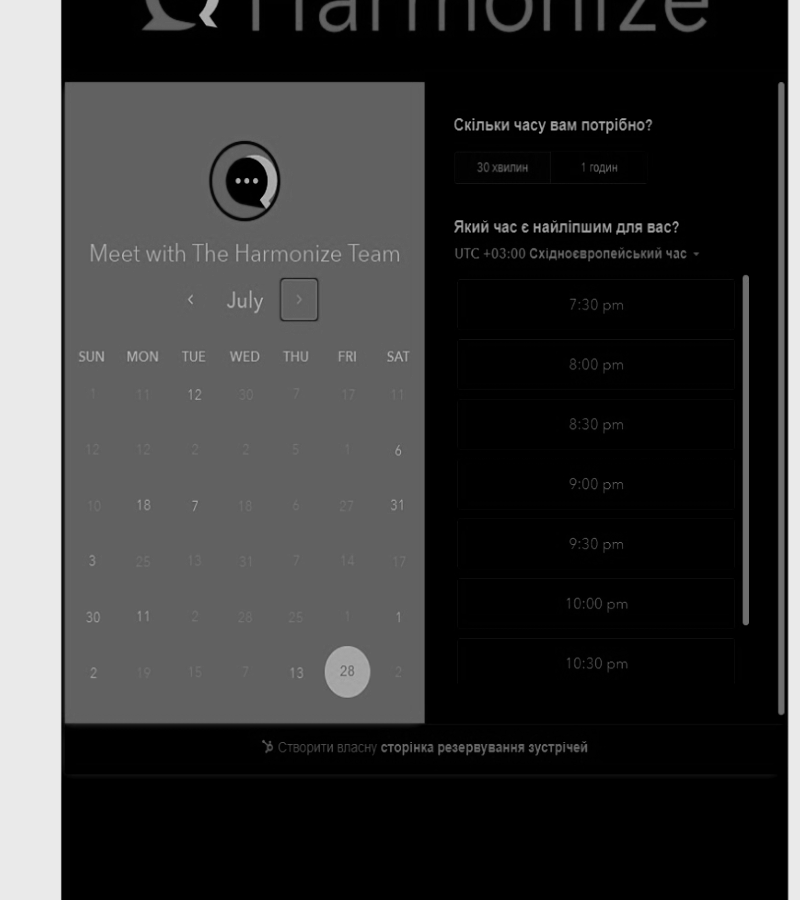 Harmonize
Meet with The Harmonize Team
July
SUN MON TUE WED THU FRI SAT
1 11 12 30 7 17 11
12 12 2 2 5 1 6
10 18 7 18 6 27 31
3 25 13 31 7 14 17
30 11 2 28 25 1 1
2 19 15 7 13 28 2
Скільки часу вам потрібно?
30 хвилин 1 годин
Який час є найліпшим для вас?
UTC +03:00 Східноєвропейський час
7:30 pm
8:00 pm
8:30 pm
9:00 pm
9:30 pm
10:00 pm
10:30 pm
Створити власну сторінка резервування зустрічей